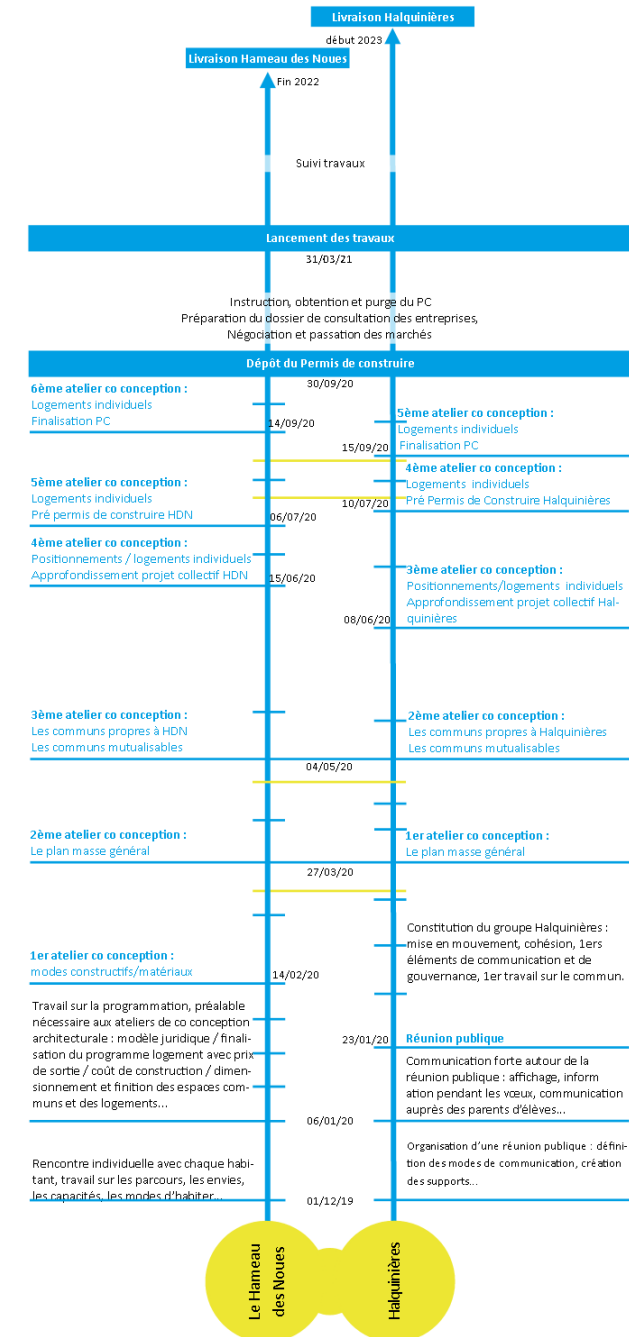 Livraison Halquinières
début 2023
Livraison Hameau des Noues
Fin 2022
Suivi travaux
Lancement des travaux
31/03/21
Instruction, obtention et purge du PC
Préparation du dossier de consultation des entreprises,
Négociation et passation des marchés
Dépôt du Permis de construire
30/09/20
6ème atelier co conception :
Logements individuels
Finalisation PC
14/09/20
5ème atelier co conception :
Logements individuels
Finalisation PC
15/09/20
4ème atelier co conception :
Logements individuels
Pré Permis de Construire Halquinières
10/07/20
5ème atelier co conception :
Logements individuels
Pré permis de construire HDN
06/07/20
4ème atelier co conception :
Positionnements / logements individuels
Approfondissement projet collectif HDN
15/06/20
3ème atelier co conception :
Positionnements/logements individuels
Approfondissement projet collectif Hal-
quinières
08/06/20
3ème atelier co conception :
Les communs propres à HDN
Les communs mutualisables
2ème atelier co conception :
Les communs propres à Halquinières
Les communs mutualisables
04/05/20
2ème atelier co conception :
Le plan masse général
1er atelier co conception :
Le plan masse général
27/03/20
Constitution du groupe Halquinières :
mise en mouvement, cohésion, 1ers
éléments de communication et de
gouvernance, 1er travail sur le commun.
1er atelier co conception :
modes constructifs/matériaux
14/02/20
Travail sur la programmation, préalable
nécessaire aux ateliers de co conception
architecturale : modèle juridique / finali-
sation du programme logement avec prix
de sortie / coût de construction / dimen-
sionnement et finition des espaces com-
muns et des logements...
23/01/20
Réunion publique
Communication forte autour de la
réunion publique : affichage, inform
ation pendant les vœux, communication
auprès des parents d'élèves...
06/01/20
Rencontre individuelle avec chaque habi-
tant, travail sur les parcours, les envies,
les capacités, les modes d'habiter...
Organisation d'une réunion publique : défini-
tion des modes de communication, création
des supports...
01/12/19
Le Hameau
des Noues
Halquinières